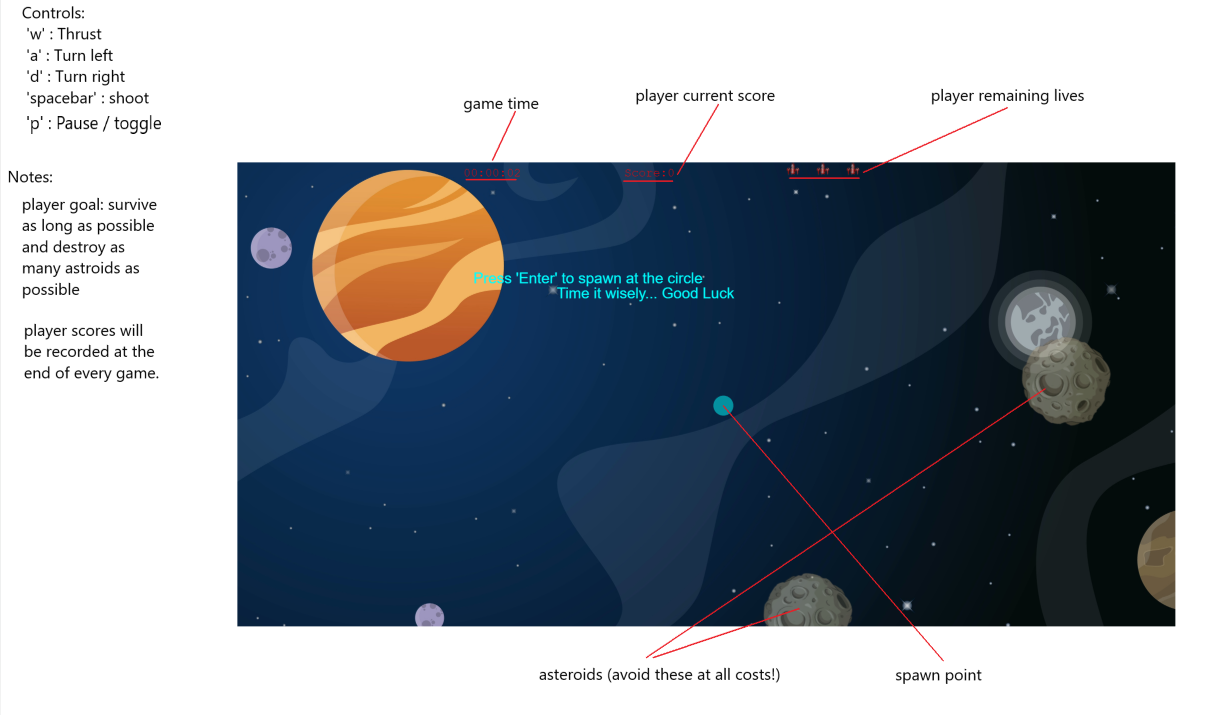 Controls:
'w' : Thrust
'a' : Turn left
'd' : Turn right
'spacebar' : shoot
'p' : Pause / toggle
game time
player current score
player remaining lives
00:00:02
Score:0
Notes:
player goal: survive
as long as possible
and destroy as
many astroids as
possible
player scores will
be recorded at the
end of every game.
Press 'Enter' to spawn at the circle
Time it wisely... Good Luck
asteroids (avoid these at all costs!)
spawn point